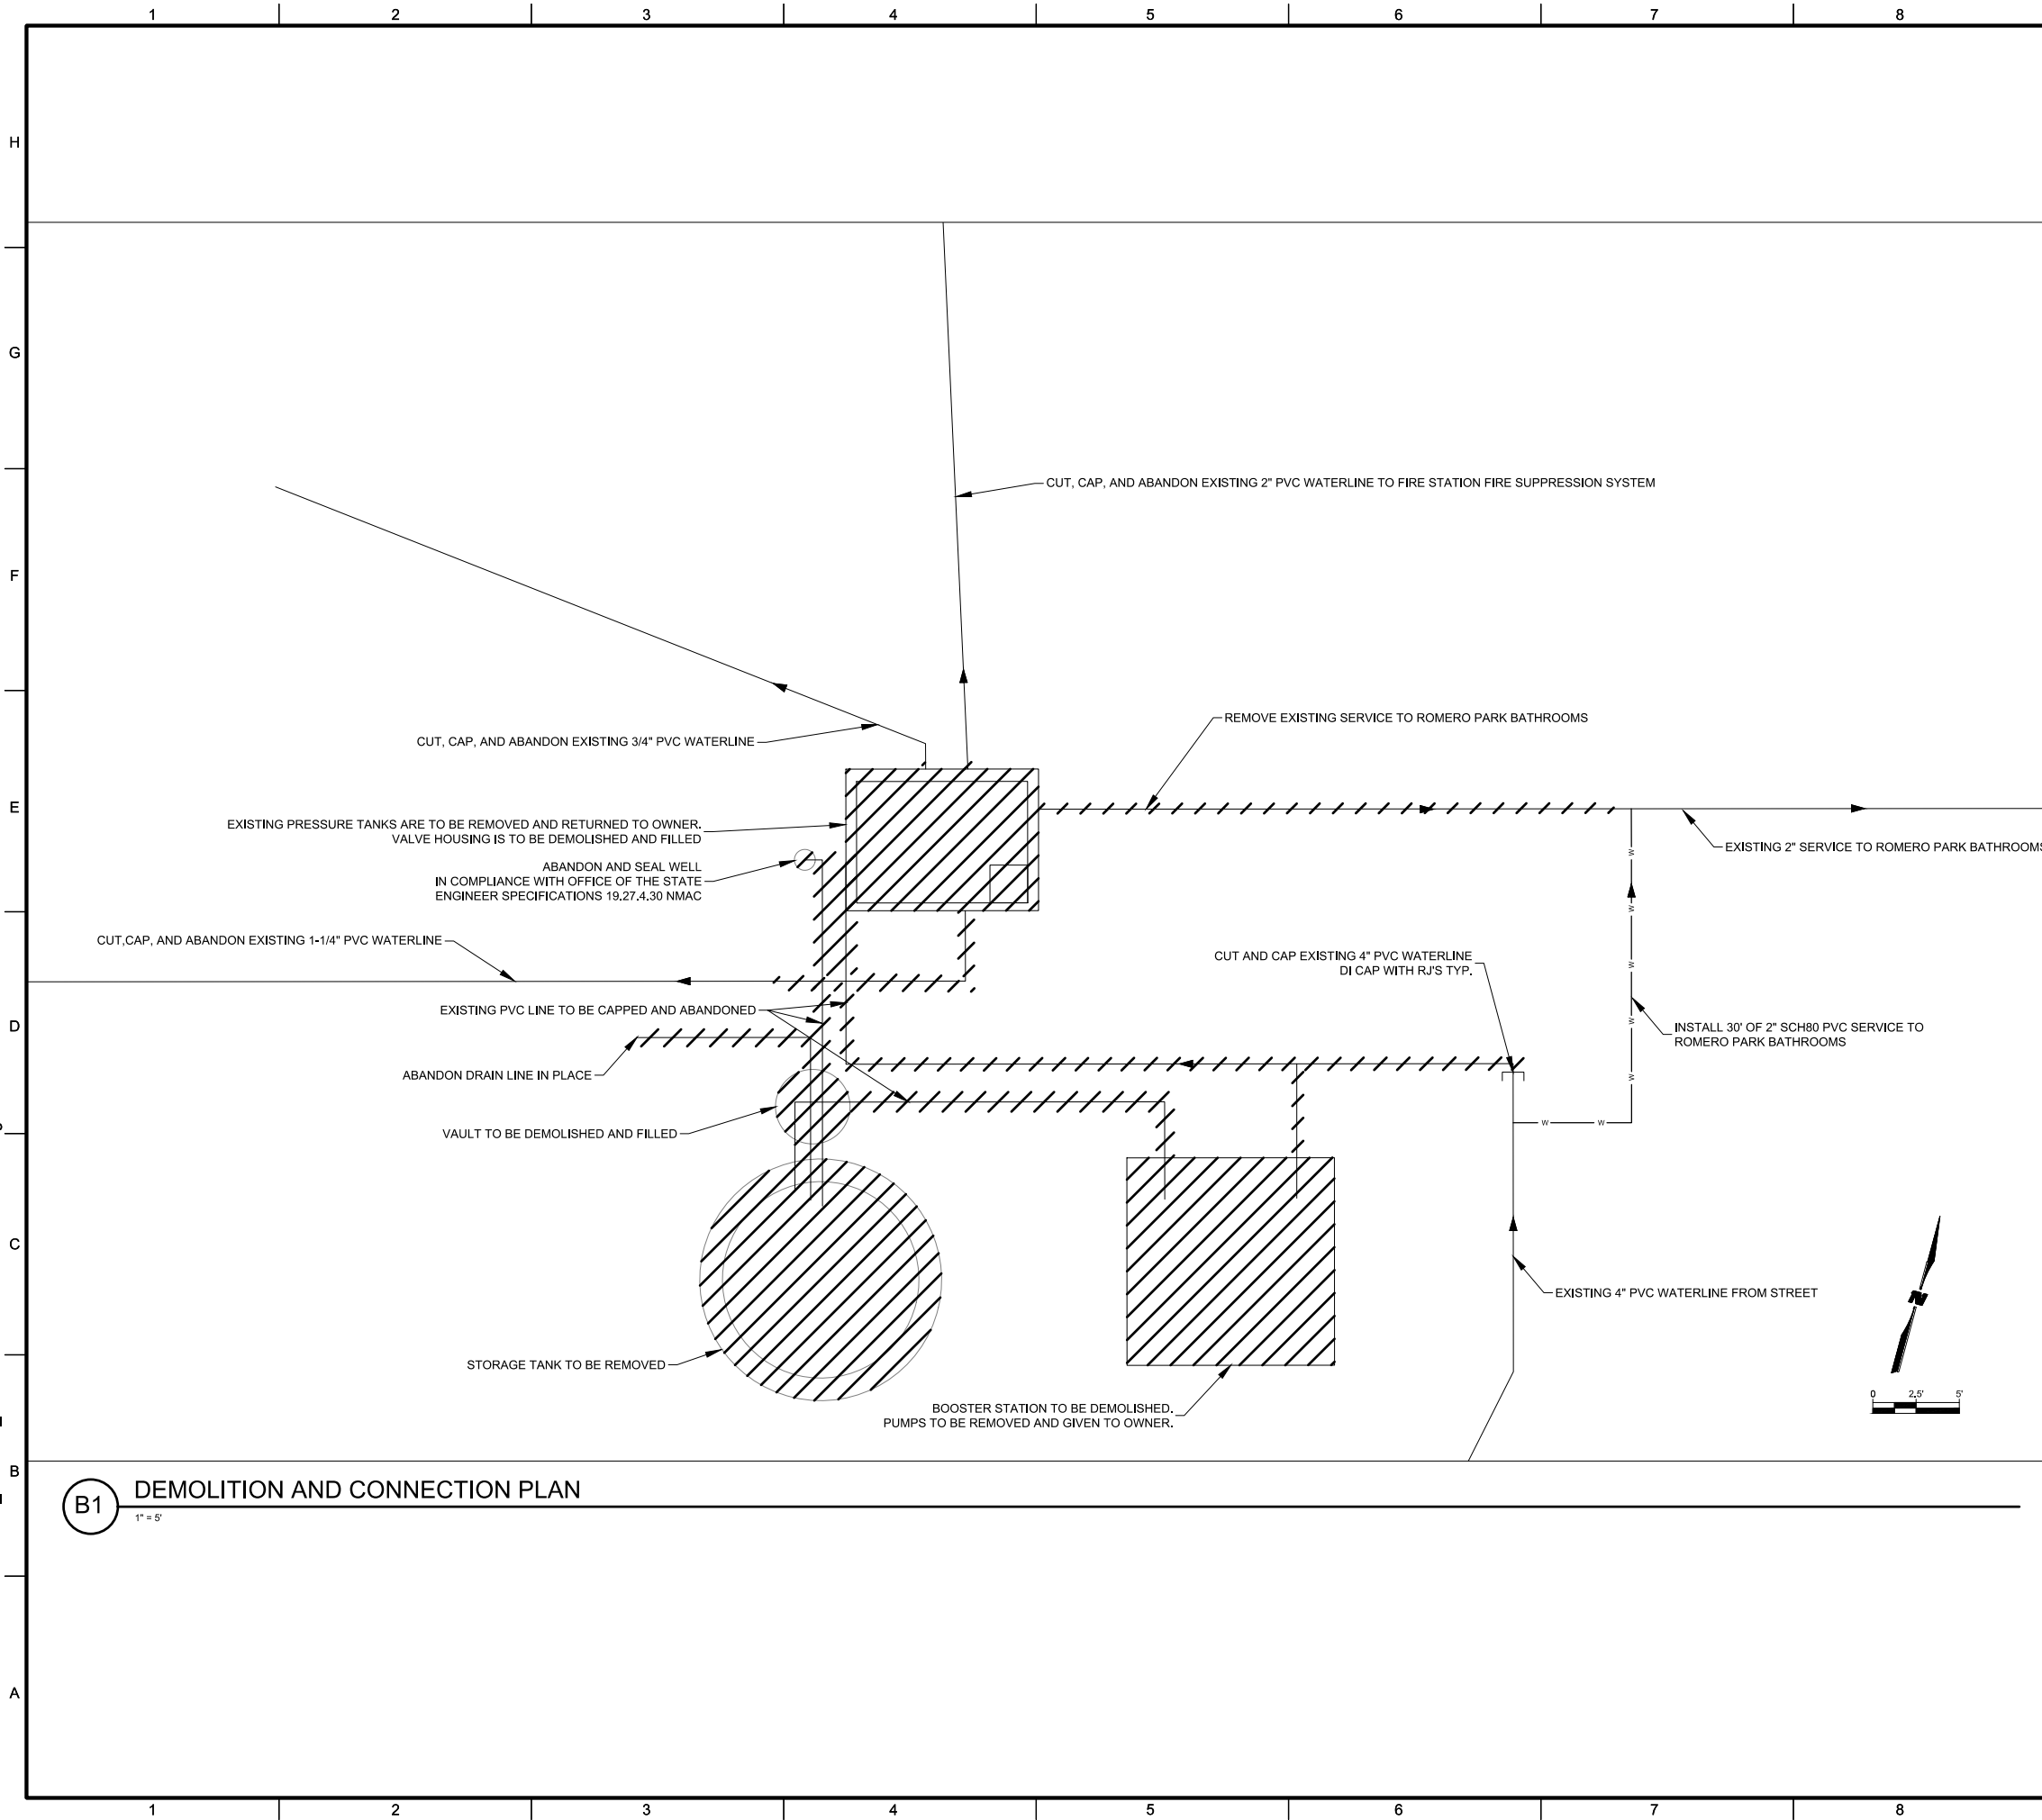 1 2 3 4 5 6 7 8
H
G
CUT, CAP, AND ABANDON EXISTING 2" PVC WATERLINE TO FIRE STATION FIRE SUPPRESSION SYSTEM
F
REMOVE EXISTING SERVICE TO ROMERO PARK BATHROOMS
CUT, CAP, AND ABANDON EXISTING 3/4" PVC WATERLINE
E
EXISTING PRESSURE TANKS ARE TO BE REMOVED AND RETURNED TO OWNER.
VALVE HOUSING IS TO BE DEMOLISHED AND FILLED
EXISTING 2" SERVICE TO ROMERO PARK BATHROOMS
ABANDON AND SEAL WELL
IN COMPLIANCE WITH OFFICE OF THE STATE
ENGINEER SPECIFICATIONS 19.27.4.30 NMAC
CUT,CAP, AND ABANDON EXISTING 1-1/4" PVC WATERLINE
CUT AND CAP EXISTING 4" PVC WATERLINE
DI CAP WITH RJ'S TYP.
EXISTING PVC LINE TO BE CAPPED AND ABANDONED
D
INSTALL 30' OF 2" SCH80 PVC SERVICE TO
ROMERO PARK BATHROOMS
ABANDON DRAIN LINE IN PLACE
W
W
W
W
W
W W
VAULT TO BE DEMOLISHED AND FILLED
C
EXISTING 4" PVC WATERLINE FROM STREET
N
STORAGE TANK TO BE REMOVED
0 2.5' 5'
BOOSTER STATION TO BE DEMOLISHED.
PUMPS TO BE REMOVED AND GIVEN TO OWNER.
B
B1 DEMOLITION AND CONNECTION PLAN
1" = 5'
A
1 2 3 4 5 6 7 8